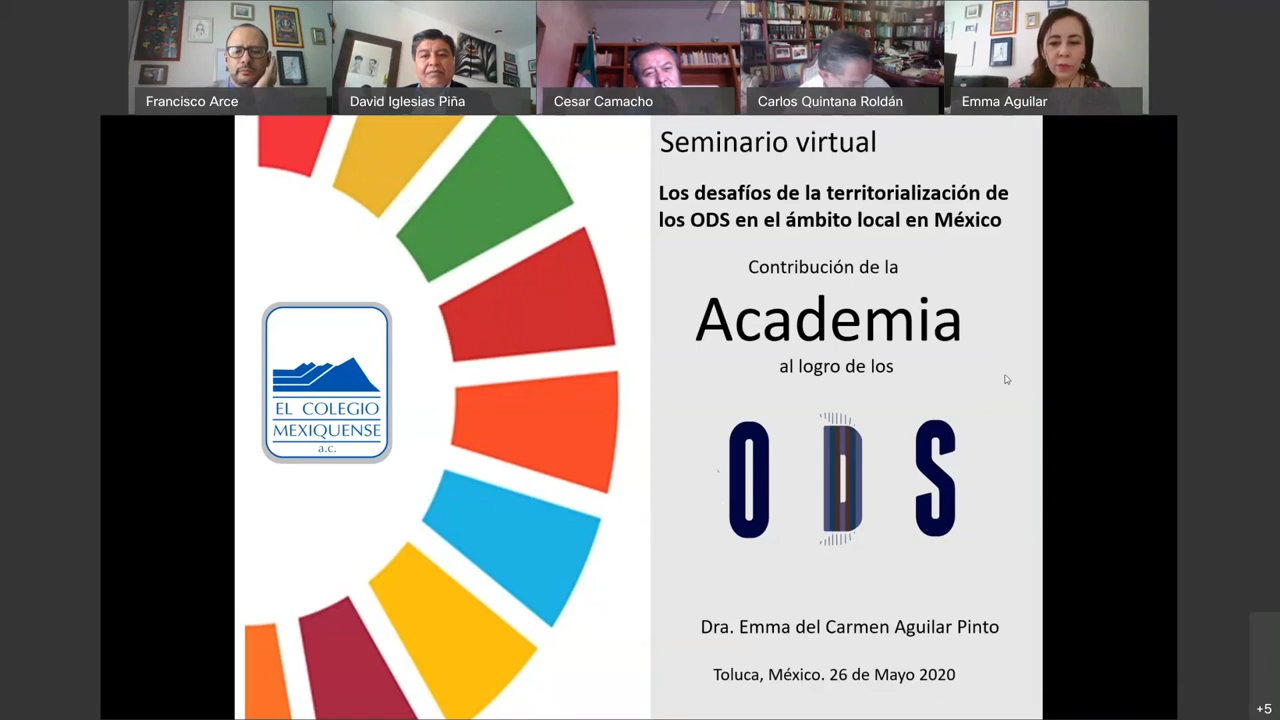 Francisco Arce
David Iglesias Piña
Cesar Camacho
Carlos Quintana Roldán
Emma Aguilar
EL COLEGIO
MEXIQUENSE
a.c.
Seminario virtual
Los desafíos de la territorialización de
los ODS en el ámbito local en México
Contribución de la
Academia
al logro de los
ODS
Dra. Emma del Carmen Aguilar Pinto
Toluca, México. 26 de Mayo 2020
+5